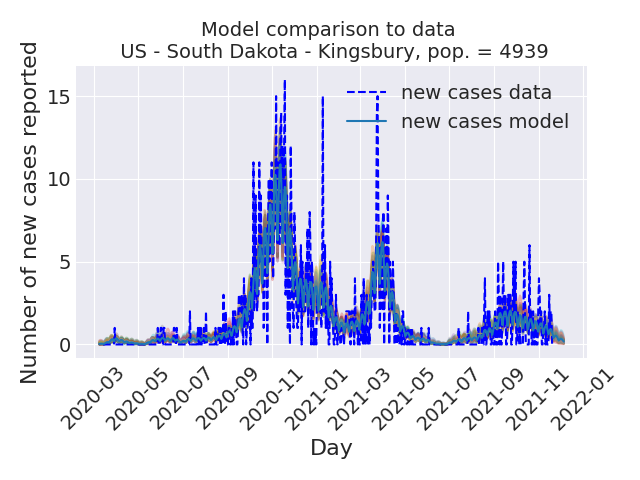 Model comparison to data
US - South Dakota - Kingsbury, pop. = 4939
Number of new cases reported
15
10
5
0
new cases data
new cases model
2020-03
2020-05
2020-07
2020-09
2020-11
2021-01
2021-03
2021-05
2021-07
2021-09
2021-11
2022-01
Day